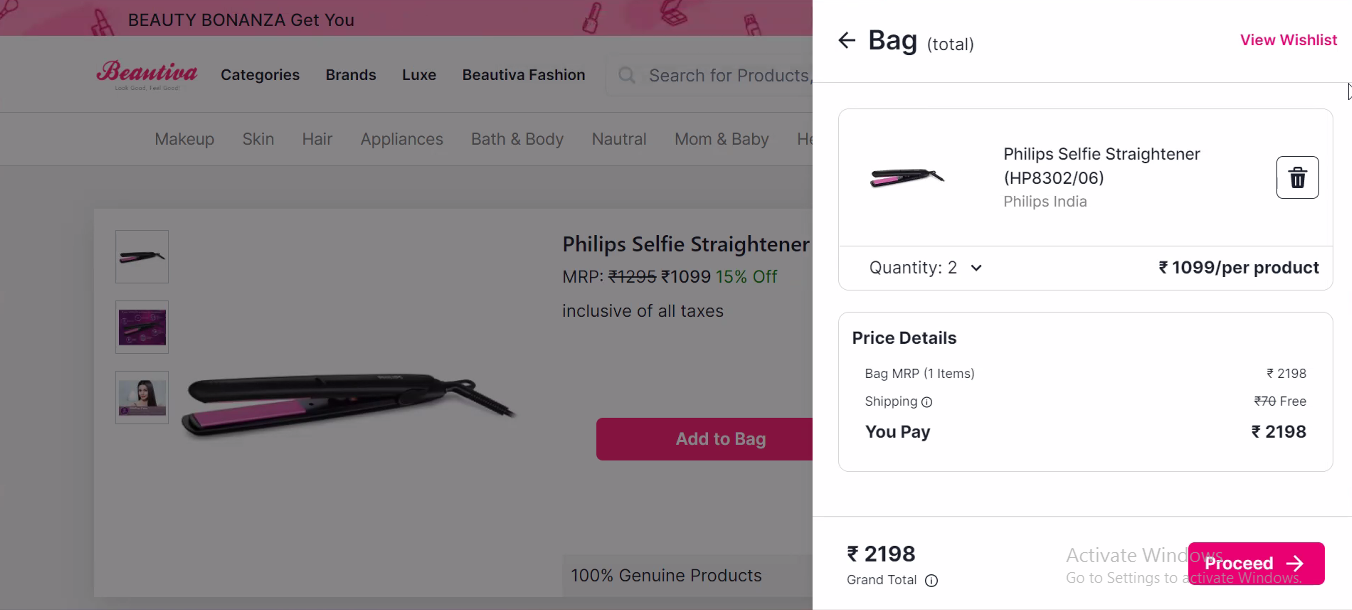 BEAUTY BONANZA Get You
Beautiva
Look Good, Feel Good
Categories Brands Luxe Beautiva Fashion Search for Products,
Makeup Skin Hair Appliances Bath & Body Nautral Mom & Baby He
Philips Selfie Straightener
MRP: ₹1295 ₹1099 15% Off
inclusive of all taxes
Add to Bag
100% Genuine Products
Bag (total)
View Wishlist
Philips Selfie Straightener
(HP8302/06)
Philips India
Quantity: 2 ₹ 1099/per product
Price Details
Bag MRP (1 Items) ₹ 2198
Shipping ₹70 Free
You Pay ₹ 2198
₹ 2198
Grand Total
Proceed
Activate Windows
Go to Settings to activate Windows.